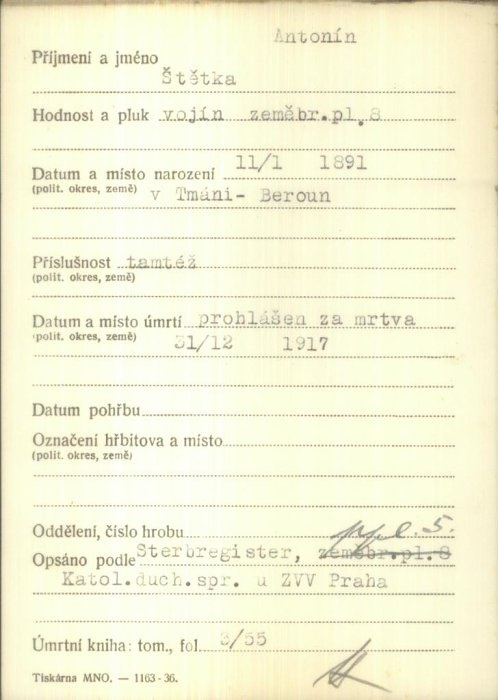 Antonín
Příjmení a jméno
Štětka
Hodnost a pluk vojín zeměbr.pl.8
Datum a místo narození 11/1 1891
(polit. okres, země) v Tmáni- Beroun
Příslušnost tamtéž
(polit. okres, země)
Datum a místo úmrtí prohlášen za mrtva
(polit. okres, země) 31/12 1917
Datum pohřbu
Označení hřbitova a místo
(polit. okres, země)
Oddělení, číslo hrobu ppl. 5.
Opsáno podle Sterbregister, zeměbr.pl.8
Katol.duch.spr. u ZVV Praha
Úmrtní kniha: tom., fol. 3/55
Tiskárna MNO. — 1163-36.